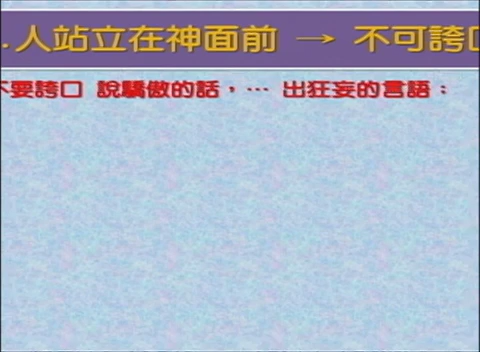 .人站立在神面前 → 不可誇口
不要誇口 說驕傲的話，… 出狂妄的言語：